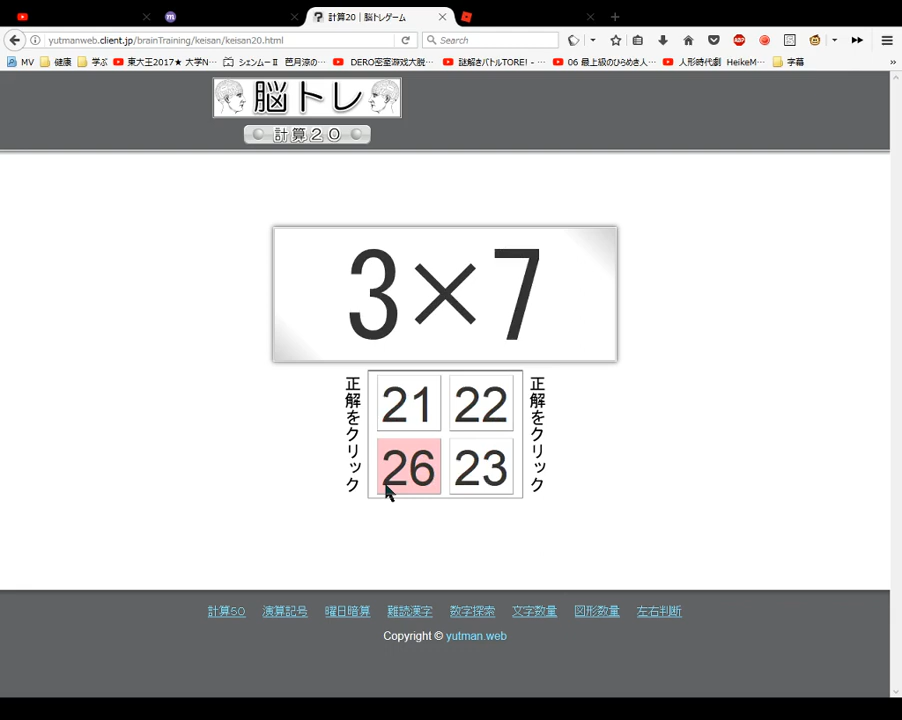 計算20 | 脳トレゲーム
yutmanweb.client.jp/brainTraining/keisan/keisan20.html
Search
MV
健康
学ぶ
東大王2017★ 大学N…
シェンムーⅡ 芭月涼の…
DERO密室游戏大脱…
謎解きバトルTORE! - …
06 最上級のひらめき人…
人形時代劇 HeikeM…
字幕
脳トレ
計算20
3×7
正解をクリック
21 22
26 23
正解をクリック
計算50 演算記号 曜日暗算 難読漢字 数字探索 文字数量 図形数量 左右判断
Copyright © yutman.web